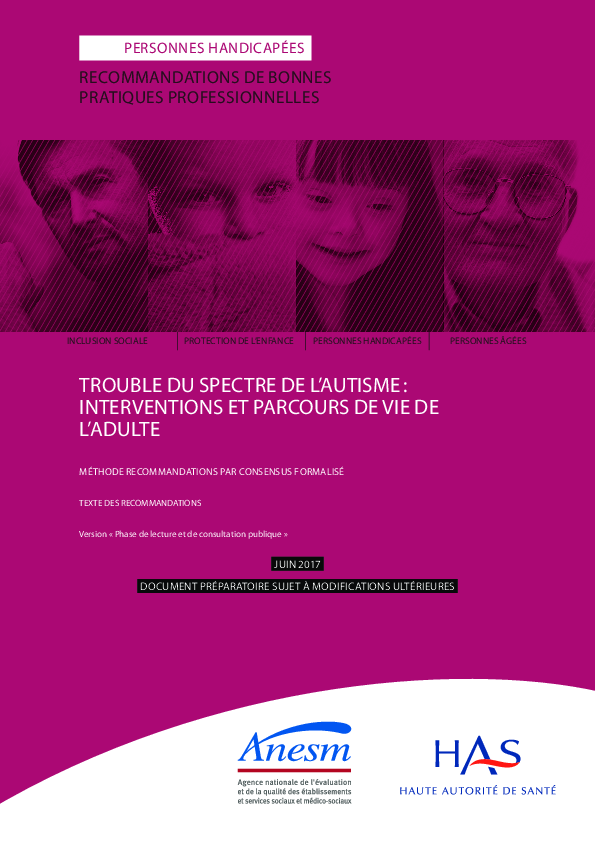 PERSONNES HANDICAPÉES
RECOMMANDATIONS DE BONNES
PRATIQUES PROFESSIONNELLES
INCLUSION SOCIALE
PROTECTION DE L'ENFANCE
PERSONNES HANDICAPÉES
PERSONNES ÂGÉES
TROUBLE DU SPECTRE DE L'AUTISME :
INTERVENTIONS ET PARCOURS DE VIE DE
L'ADULTE
MÉTHODE RECOMMANDATIONS PAR CONSENSUS FORMALISÉ
TEXTE DES RECOMMANDATIONS
Version « Phase de lecture et de consultation publique »
JUIN 2017
DOCUMENT PRÉPARATOIRE SUJET À MODIFICATIONS ULTÉRIEURES
Anesm
Agence nationale de l'évaluation
et de la qualité des établissements
et services sociaux et médico-sociaux
HAS
HAUTE AUTORITÉ DE SANTÉ